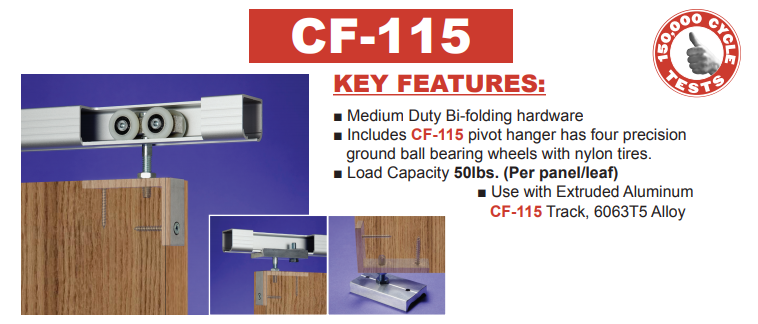 CF-115
150,000 CYCLE
TESTS
KEY FEATURES:
■ Medium Duty Bi-folding hardware
■ Includes CF-115 pivot hanger has four precision
ground ball bearing wheels with nylon tires.
■ Load Capacity 50lbs. (Per panel/leaf)
■ Use with Extruded Aluminum
CF-115 Track, 6063T5 Alloy